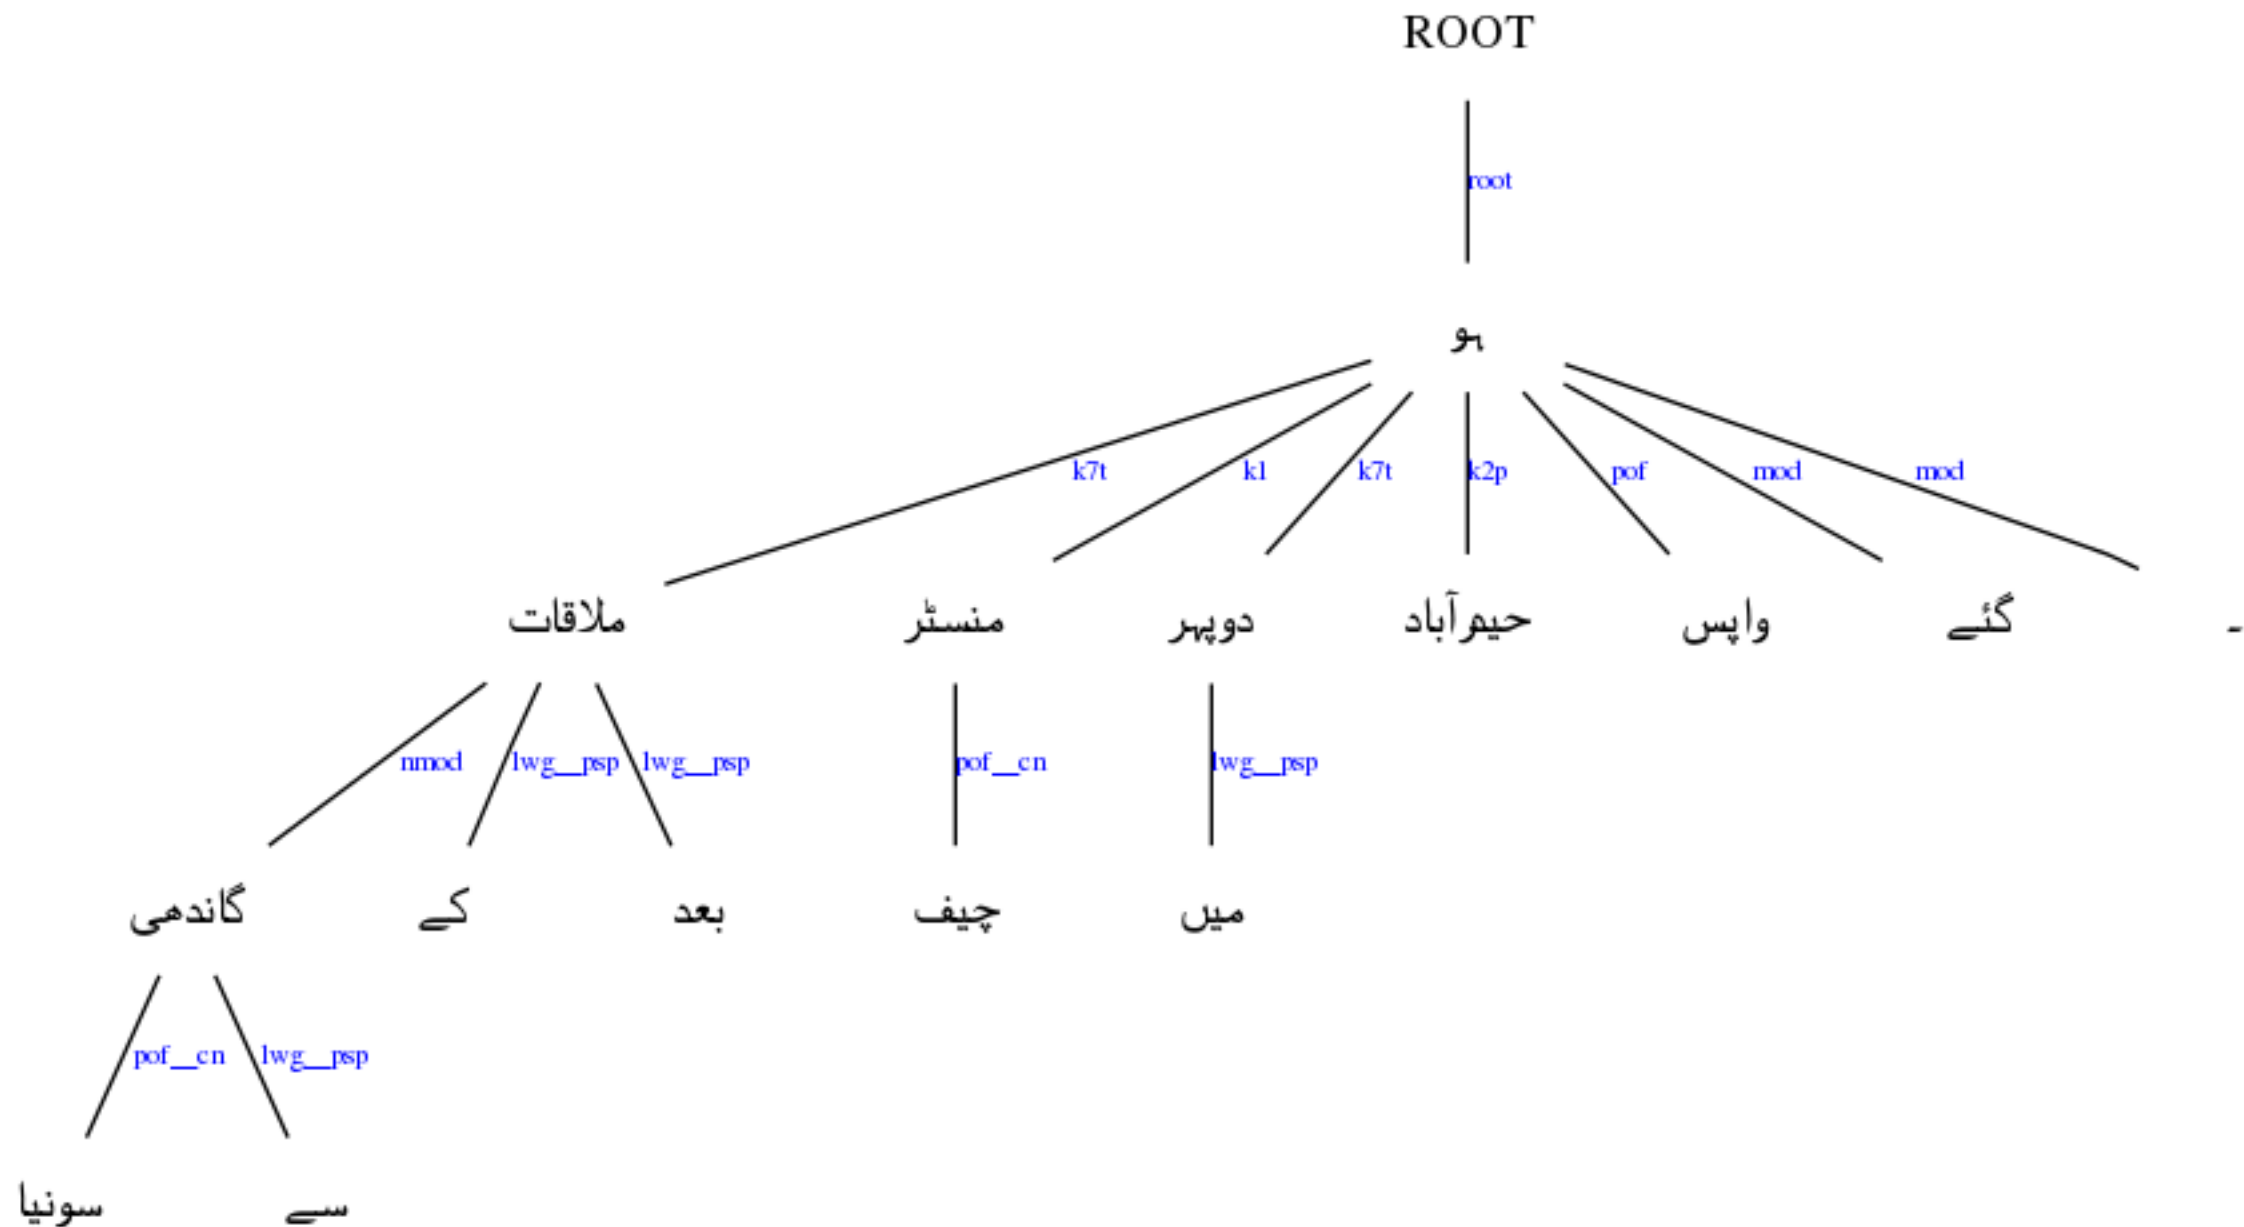 ROOT
root
ہو
k7t k1 k7t k2p pof mod mod
ملاقات منسٹر دوپہر واپس گئے ۔
nmod lwg__psp lwg__psp pof__cn lwg__psp
گاندھی کے بعد چیف میں
pof__cn lwg__psp
سونیا سے